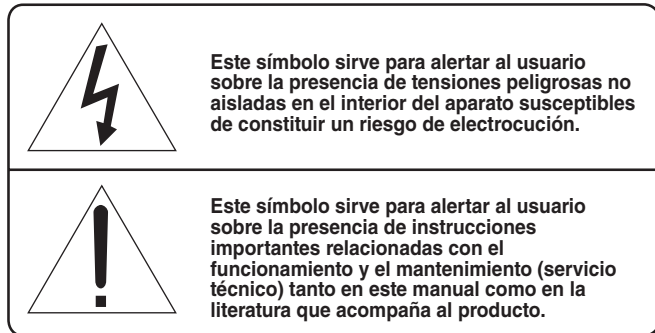 Este símbolo sirve para alertar al usuario
sobre la presencia de tensiones peligrosas no
aisladas en el interior del aparato susceptibles
de constituir un riesgo de electrocución.
Este símbolo sirve para alertar al usuario
sobre la presencia de instrucciones
importantes relacionadas con el
funcionamiento y el mantenimiento (servicio
técnico) tanto en este manual como en la
literatura que acompaña al producto.